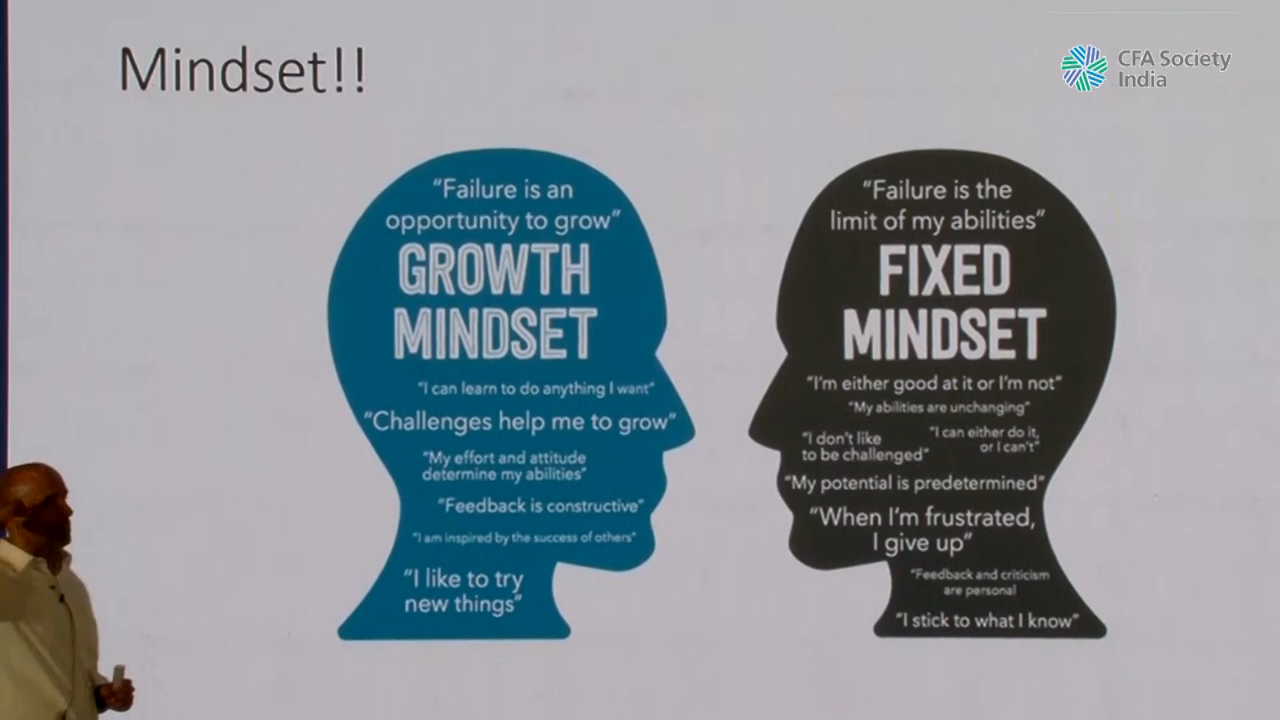 Mindset!!
CFA Society
India
“Failure is an
opportunity to grow”
GROWTH
MINDSET
“I can learn to do anything I want”
“Challenges help me to grow”
“My effort and attitude
determine my abilities”
“Feedback is constructive”
“I am inspired by the success of others”
“I like to try
new things”
“Failure is the
limit of my abilities”
FIXED
MINDSET
“I’m either good at it or I’m not”
“My abilities are unchanging”
“I don’t like
to be challenged”
“I can either do it,
or I can’t”
“My potential is predetermined”
“When I’m frustrated,
I give up”
“Feedback and criticism
are personal
“I stick to what I know”